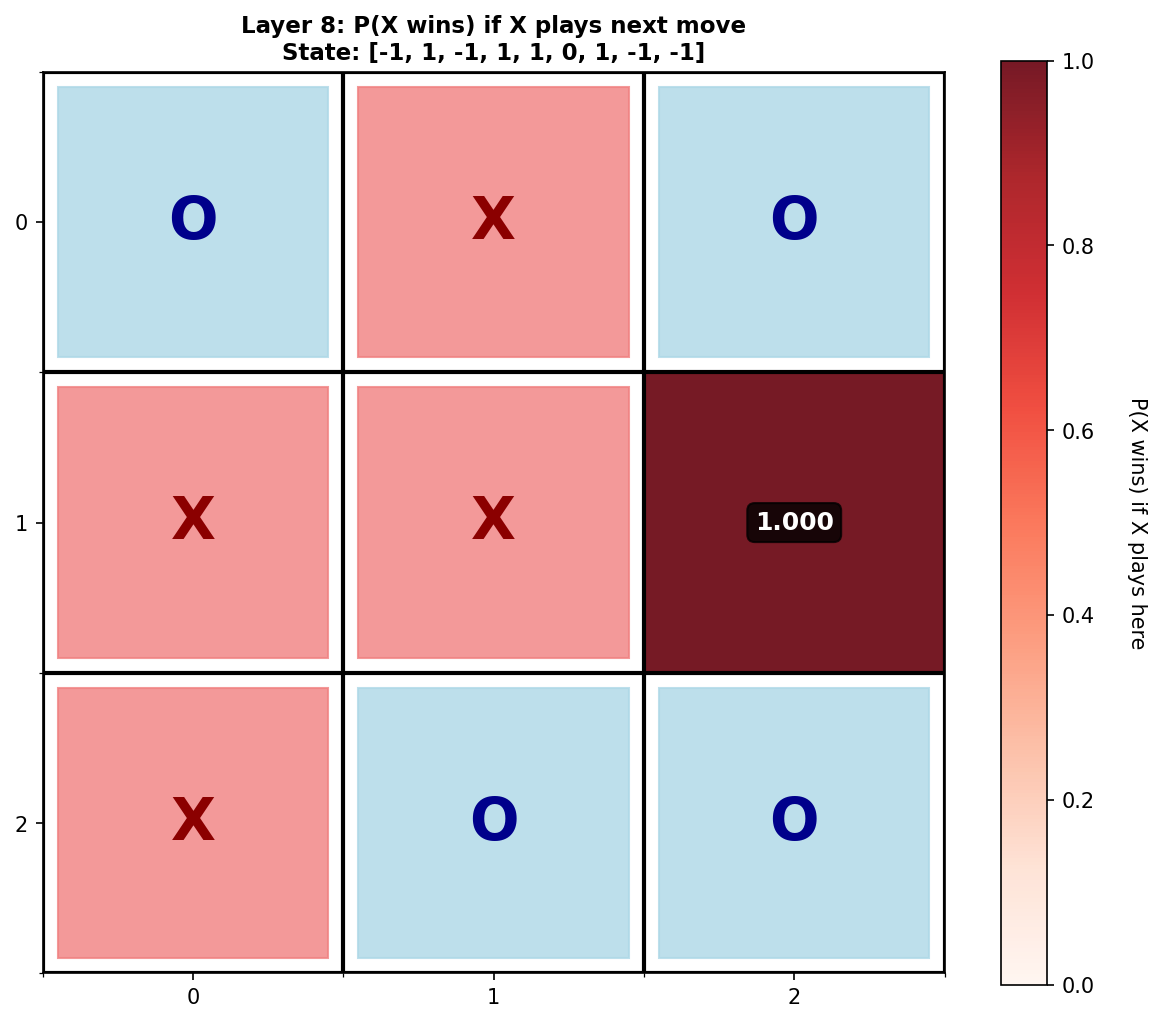 Layer 8: P(X wins) if X plays next move
State: [-1, 1, -1, 1, 1, 0, 1, -1, -1]
0
O
X
O
1
X
X
1.000
2
X
O
O
0
1
2
1.0
0.8
0.6
0.4
0.2
0.0
P(X wins) if X plays here